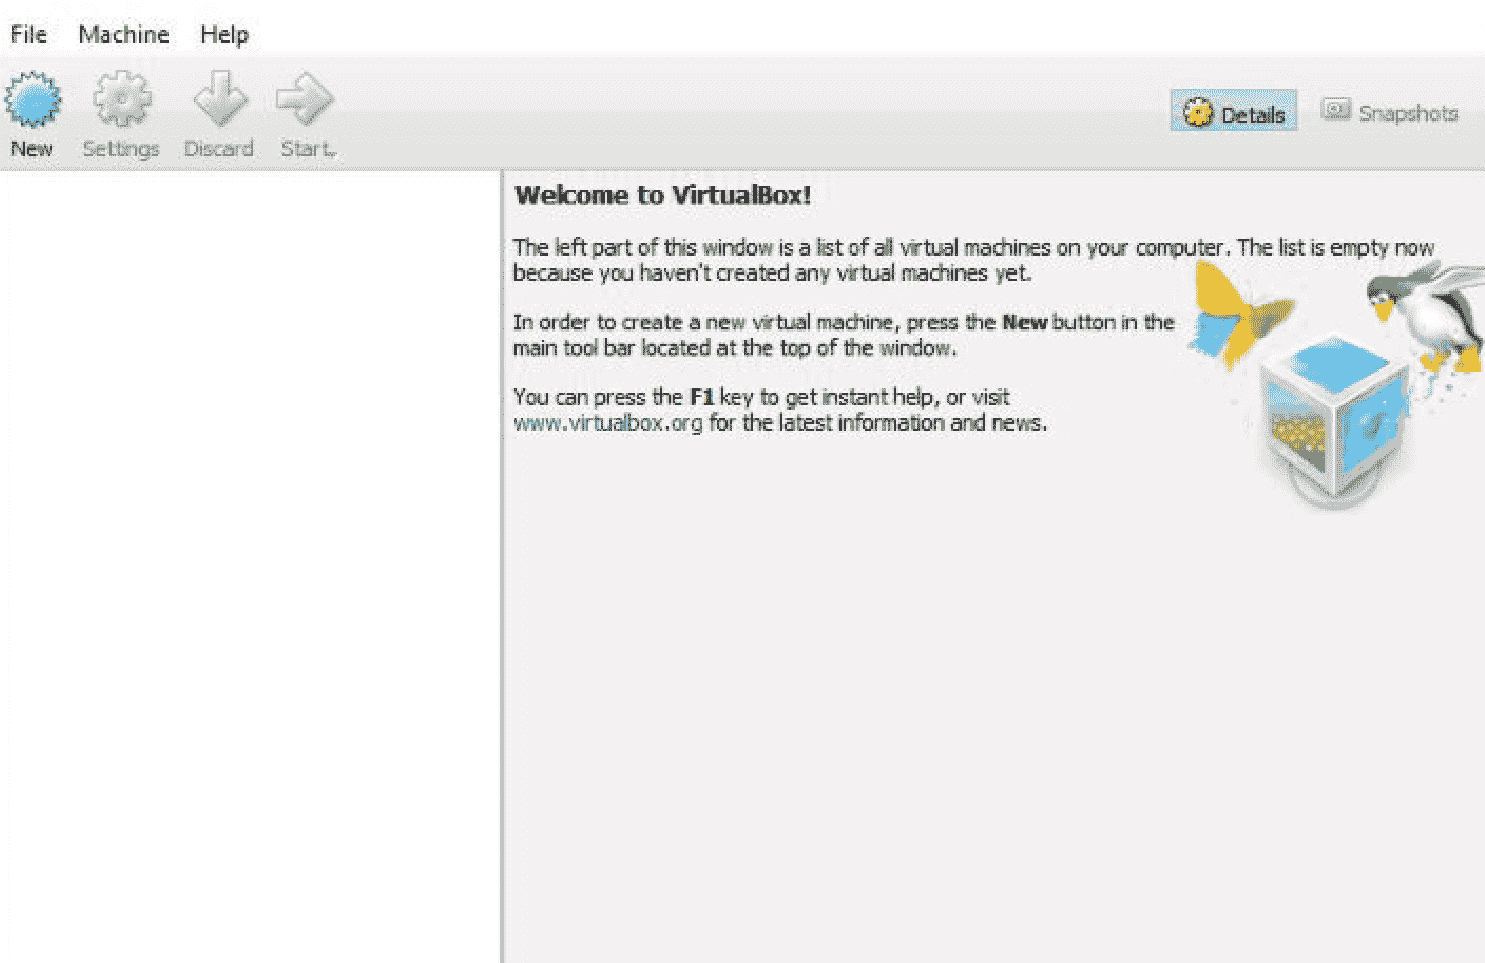 File Machine Help
New Settings Discard Start Details Snapshots
Welcome to VirtualBox!
The left part of this window is a list of all virtual machines on your computer. The list is empty now
because you haven't created any virtual machines yet.
In order to create a new virtual machine, press the New button in the
main tool bar located at the top of the window.
You can press the F1 key to get instant help, or visit
www.virtualbox.org for the latest information and news.